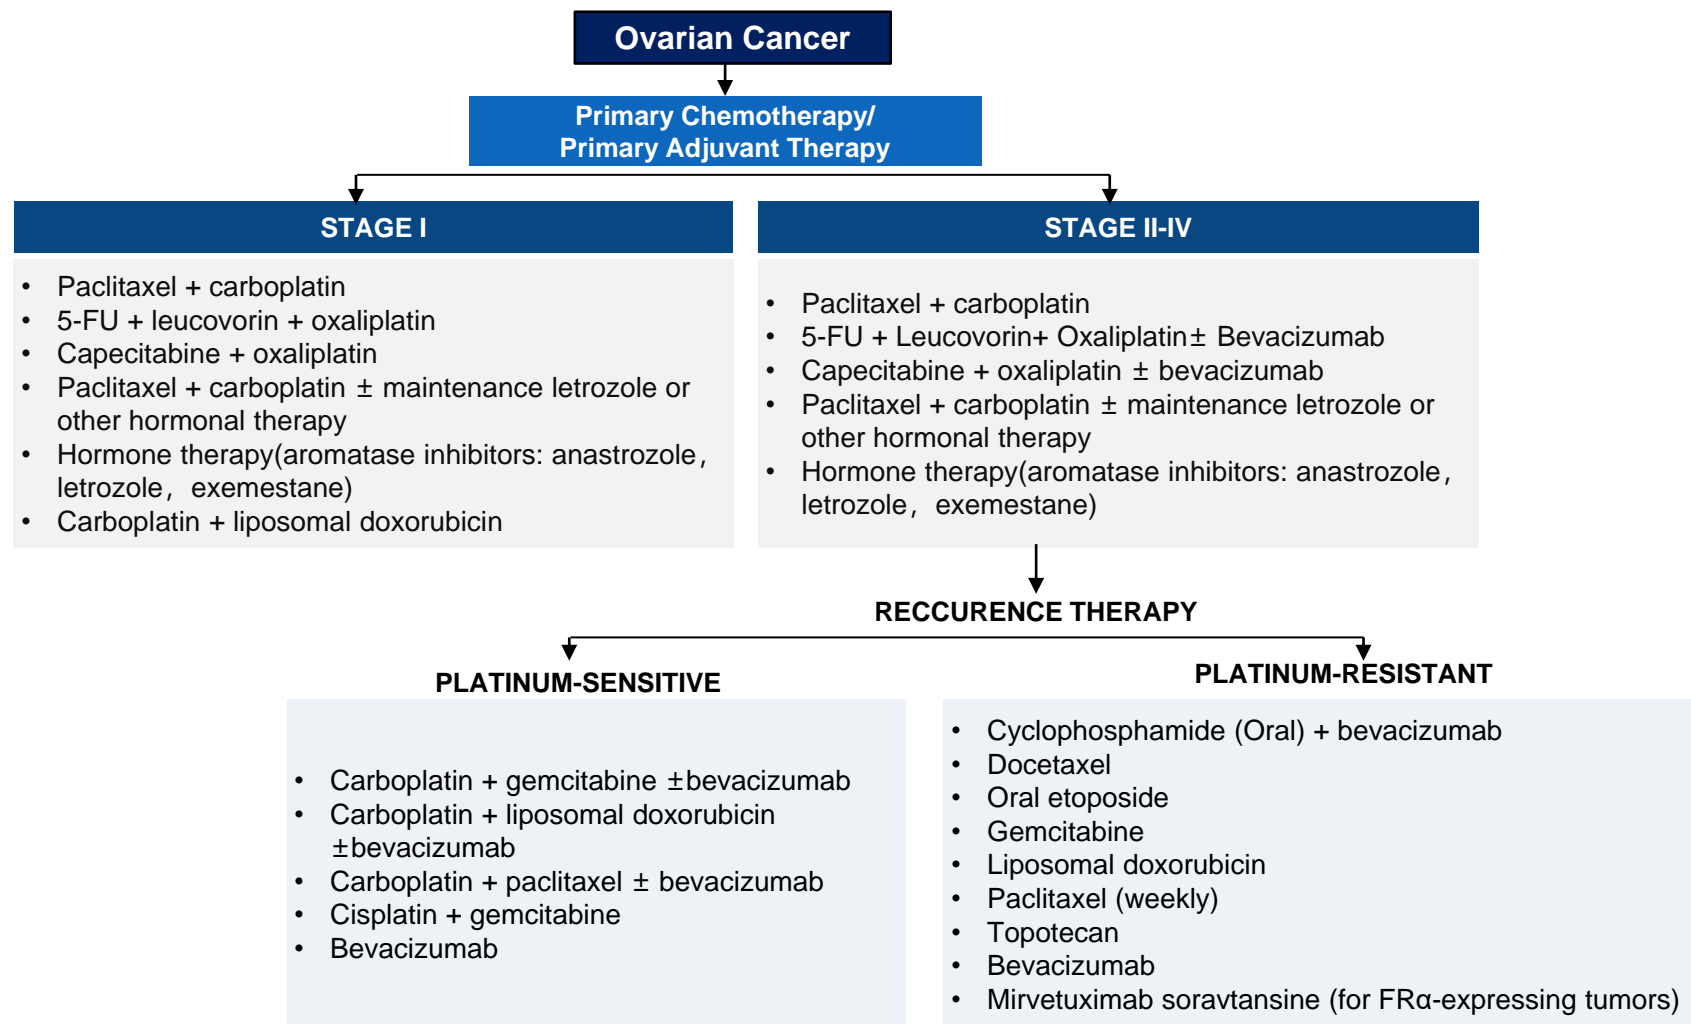 Ovarian Cancer
Primary Chemotherapy/
Primary Adjuvant Therapy
STAGE I
• Paclitaxel + carboplatin
• 5-FU + leucovorin + oxaliplatin
• Capecitabine + oxaliplatin
• Paclitaxel + carboplatin ± maintenance letrozole or
other hormonal therapy
• Hormone therapy(aromatase inhibitors: anastrozole，
letrozole，exemestane)
• Carboplatin + liposomal doxorubicin
STAGE II-IV
• Paclitaxel + carboplatin
• 5-FU + Leucovorin+ Oxaliplatin± Bevacizumab
• Capecitabine + oxaliplatin ± bevacizumab
• Paclitaxel + carboplatin ± maintenance letrozole or
other hormonal therapy
• Hormone therapy(aromatase inhibitors: anastrozole，
letrozole，exemestane)
RECCURENCE THERAPY
PLATINUM-SENSITIVE
• Carboplatin + gemcitabine ±bevacizumab
• Carboplatin + liposomal doxorubicin
±bevacizumab
• Carboplatin + paclitaxel ± bevacizumab
• Cisplatin + gemcitabine
• Bevacizumab
PLATINUM-RESISTANT
• Cyclophosphamide (Oral) + bevacizumab
• Docetaxel
• Oral etoposide
• Gemcitabine
• Liposomal doxorubicin
• Paclitaxel (weekly)
• Topotecan
• Bevacizumab
• Mirvetuximab soravtansine (for FRα-expressing tumors)